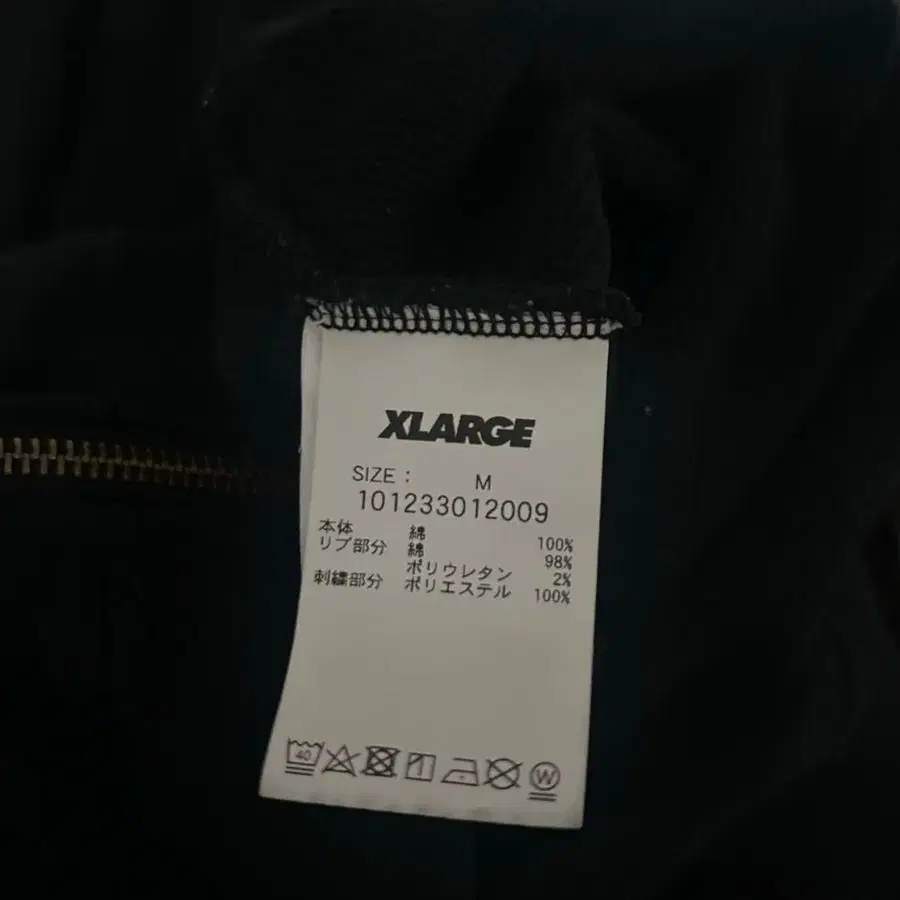 XLARGE
SIZE : M
101233012009
本体 綿 100%
リブ部分 綿 98%
ポリウレタン 2%
刺繍部分 ポリエステル 100%
40 W